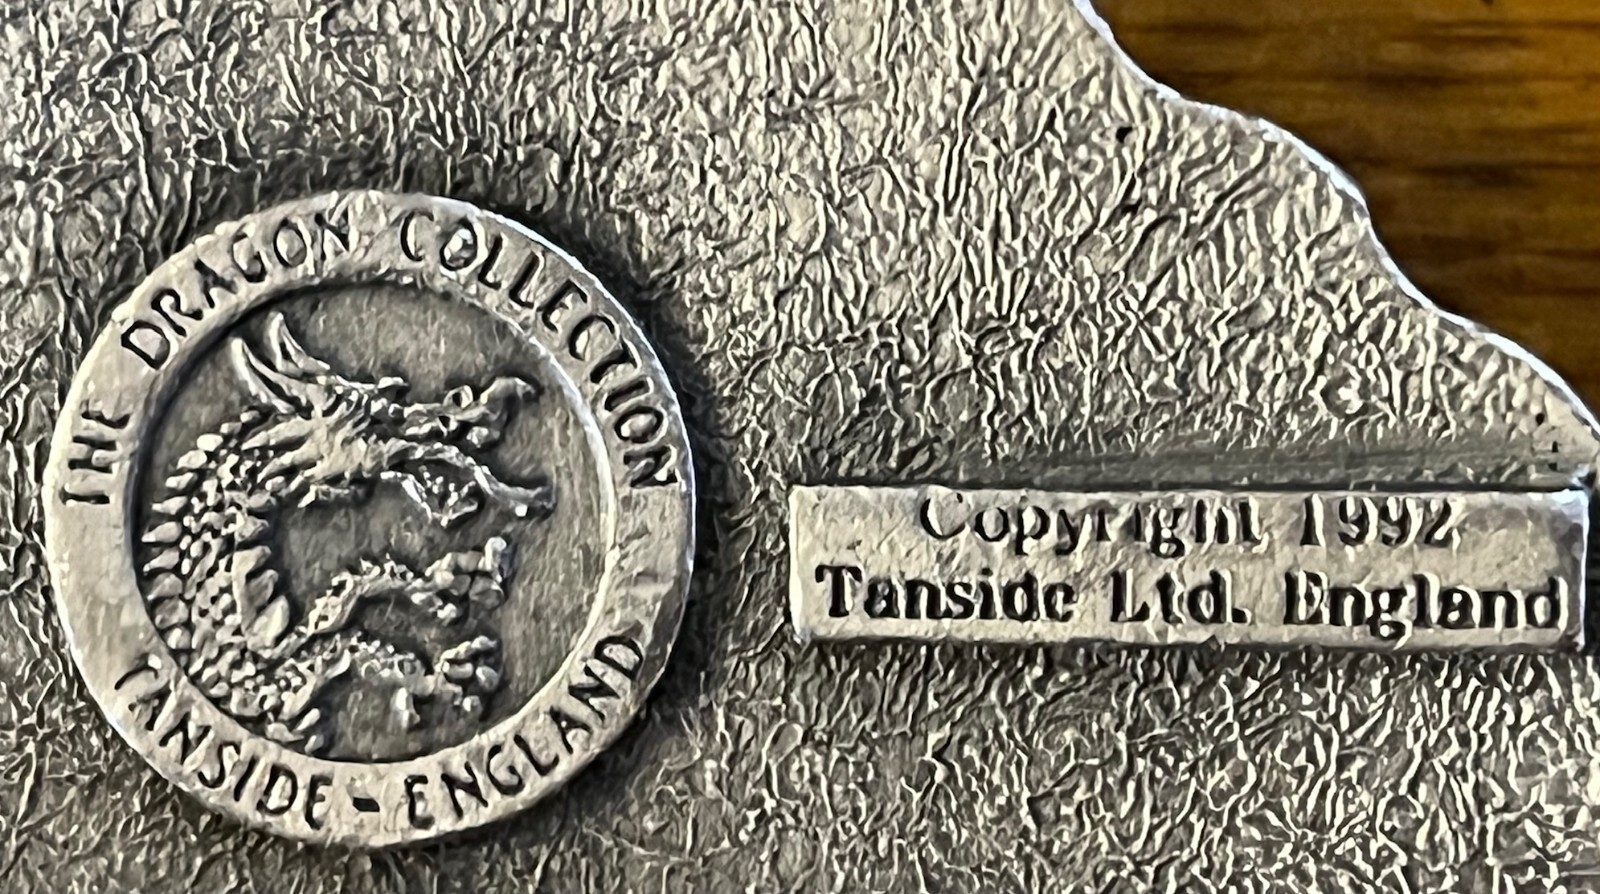 THE DRAGON COLLECTION
TANSIDE - ENGLAND
Copyright 1992
Tanside Ltd. England